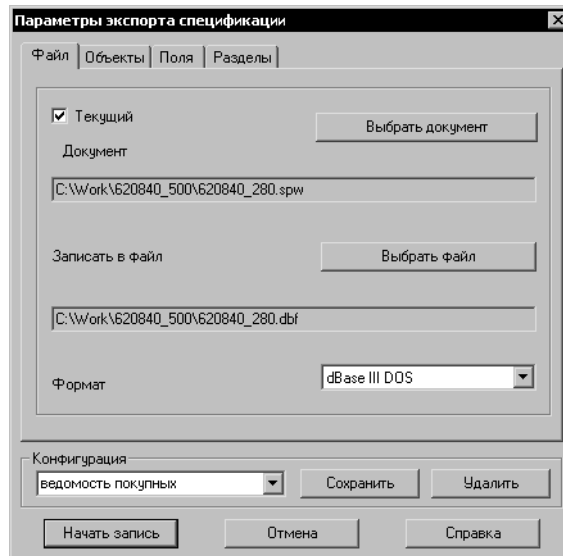 Параметры экспорта спецификации
Файл Объекты Поля Разделы
Текущий
Выбрать документ
Документ
C:\Work\620840_500\620840_280.spw
Записать в файл
Выбрать файл
C:\Work\620840_500\620840_280.dbf
Формат
dBase III DOS
Конфигурация
ведомость покупных
Сохранить
Удалить
Начать запись
Отмена
Справка